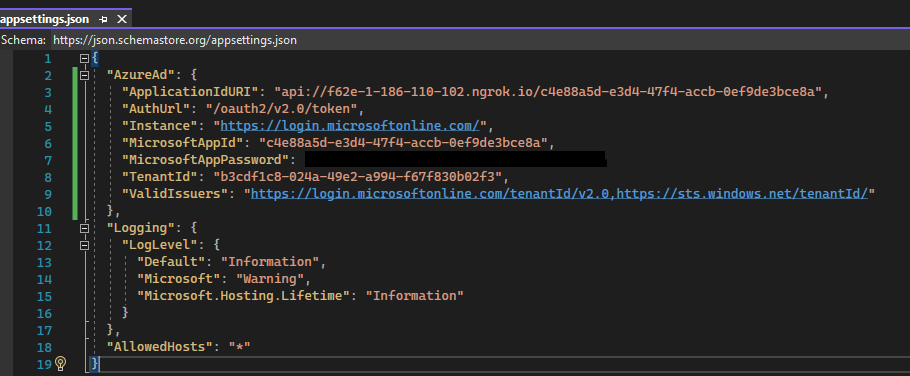 appsettings.json
Schema: https://json.schemastore.org/appsettings.json
1 {
2 "AzureAd": {
3 "ApplicationIdURI": "api://f62e-1-186-110-102.ngrok.io/c4e88a5d-e3d4-47f4-accb-0ef9de3bce8a",
4 "AuthUrl": "/oauth2/v2.0/token",
5 "Instance": "https://login.microsoftonline.com/",
6 "MicrosoftAppId": "c4e88a5d-e3d4-47f4-accb-0ef9de3bce8a",
7 "MicrosoftAppPassword":
8 "TenantId": "b3cdf1c8-024a-49e2-a994-f67f830b02f3",
9 "ValidIssuers": "https://login.microsoftonline.com/tenantId/v2.0,https://sts.windows.net/tenantId/"
10 },
11 "Logging": {
12 "LogLevel": {
13 "Default": "Information",
14 "Microsoft": "Warning",
15 "Microsoft.Hosting.Lifetime": "Information"
16 }
17 },
18 "AllowedHosts": "*"
19 }